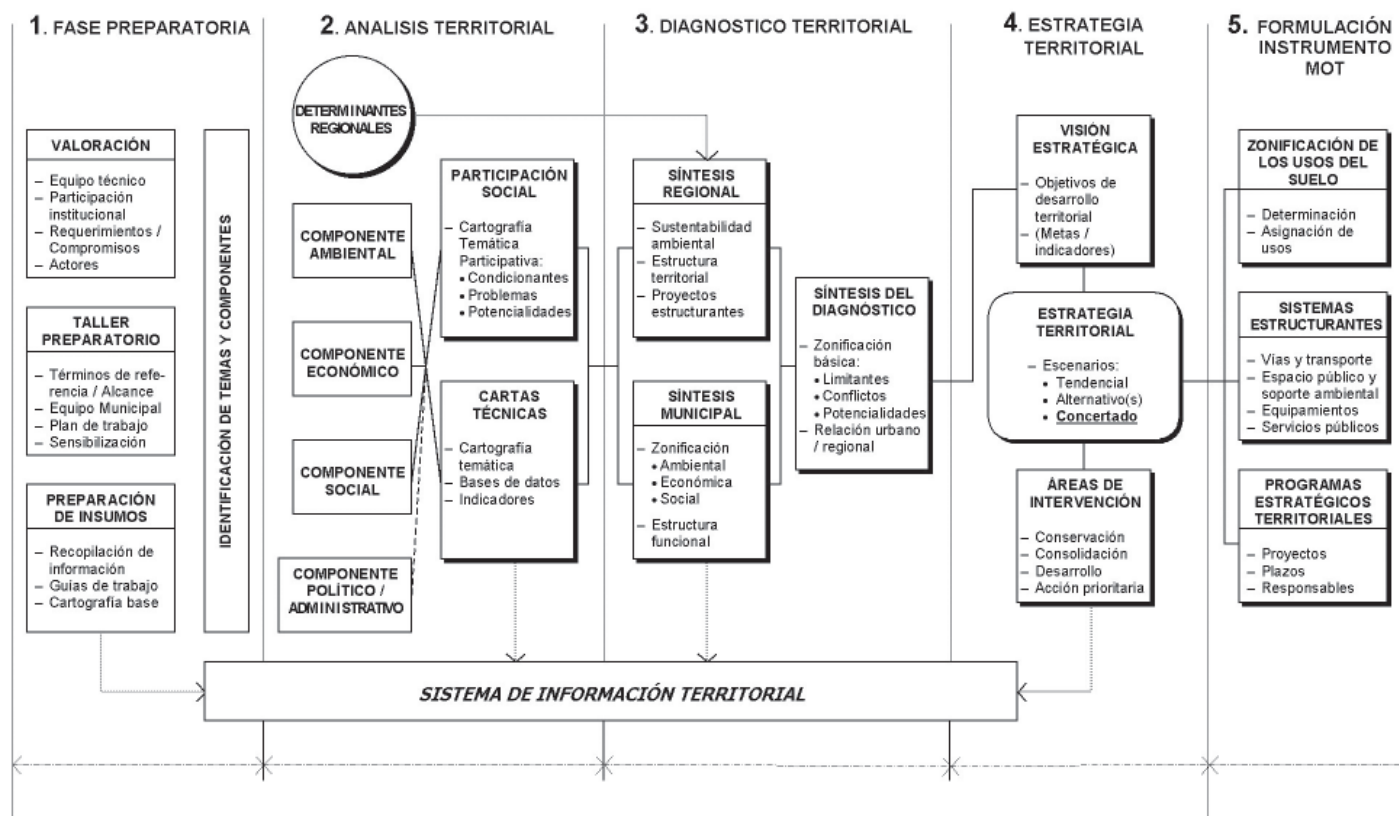 1. FASE PREPARATORIA
2. ANALISIS TERRITORIAL
3. DIAGNOSTICO TERRITORIAL
4. ESTRATEGIA
TERRITORIAL
5. FORMULACIÓN
INSTRUMENTO
MOT
VALORACIÓN
– Equipo técnico
– Participación
institucional
– Requerimientos /
Compromisos
– Actores
TALLER
PREPARATORIO
– Términos de refe-
rencia / Alcance
– Equipo Municipal
– Plan de trabajo
– Sensibilización
PREPARACIÓN
DE INSUMOS
– Recopilación de
información
– Guías de trabajo
– Cartografía base
IDENTIFICACIÓN DE TEMAS Y COMPONENTES
DETERMINANTES
REGIONALES
COMPONENTE
AMBIENTAL
COMPONENTE
ECONÓMICO
COMPONENTE
SOCIAL
COMPONENTE
POLÍTICO /
ADMINISTRATIVO
PARTICIPACIÓN
SOCIAL
– Cartografía
Temática
Participativa:
• Condicionantes
• Problemas
• Potencialidades
CARTAS
TÉCNICAS
– Cartografía
temática
– Bases de datos
– Indicadores
SÍNTESIS
REGIONAL
– Sustentabilidad
ambiental
– Estructura
territorial
– Proyectos
estructurantes
SÍNTESIS
MUNICIPAL
– Zonificación
• Ambiental
• Económica
• Social
– Estructura
funcional
SÍNTESIS DEL
DIAGNÓSTICO
– Zonificación
básica:
• Limitantes
• Conflictos
• Potencialidades
– Relación urbano
/ regional
VISIÓN
ESTRATÉGICA
– Objetivos de
desarrollo
territorial
– (Metas /
indicadores)
ESTRATEGIA
TERRITORIAL
– Escenarios:
• Tendencial
• Alternativo(s)
• Concertado
ÁREAS DE
INTERVENCIÓN
– Conservación
– Consolidación
– Desarrollo
– Acción prioritaria
ZONIFICACIÓN DE
LOS USOS DEL
SUELO
– Determinación
– Asignación de
usos
SISTEMAS
ESTRUCTURANTES
– Vías y transporte
– Espacio público y
soporte ambiental
– Equipamientos
– Servicios públicos
PROGRAMAS
ESTRATÉGICOS
TERRITORIALES
– Proyectos
– Plazos
– Responsables
SISTEMA DE INFORMACIÓN TERRITORIAL